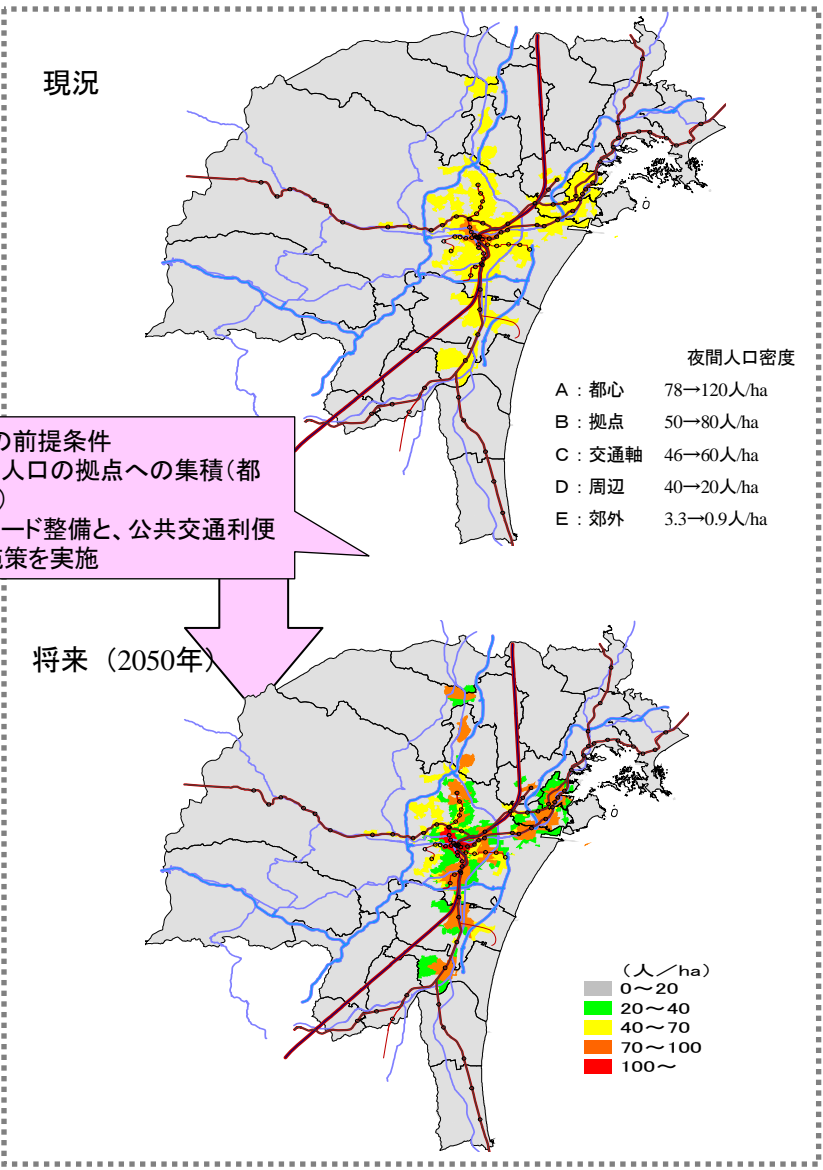 現況
夜間人口密度
A：都心 78→120人/ha
B：拠点 50→80人/ha
C：交通軸 46→60人/ha
D：周辺 40→20人/ha
E：郊外 3.3→0.9人/ha
の前提条件
人口の拠点への集積（都
）
ード整備と、公共交通利便
施策を実施
将来（2050年）
（人／ha）
0～20
20～40
40～70
70～100
100～